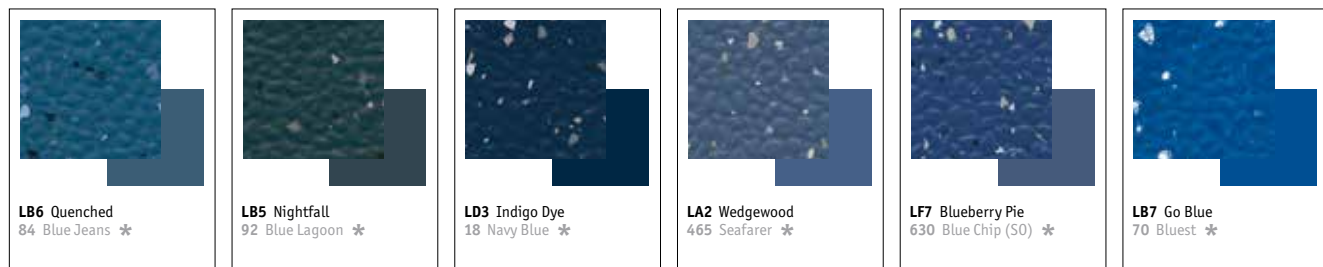 LB6 Quenched
84 Blue Jeans *
LB5 Nightfall
92 Blue Lagoon *
LD3 Indigo Dye
18 Navy Blue *
LA2 Wedgewood
465 Seafarer *
LF7 Blueberry Pie
630 Blue Chip (SO) *
LB7 Go Blue
70 Bluest *